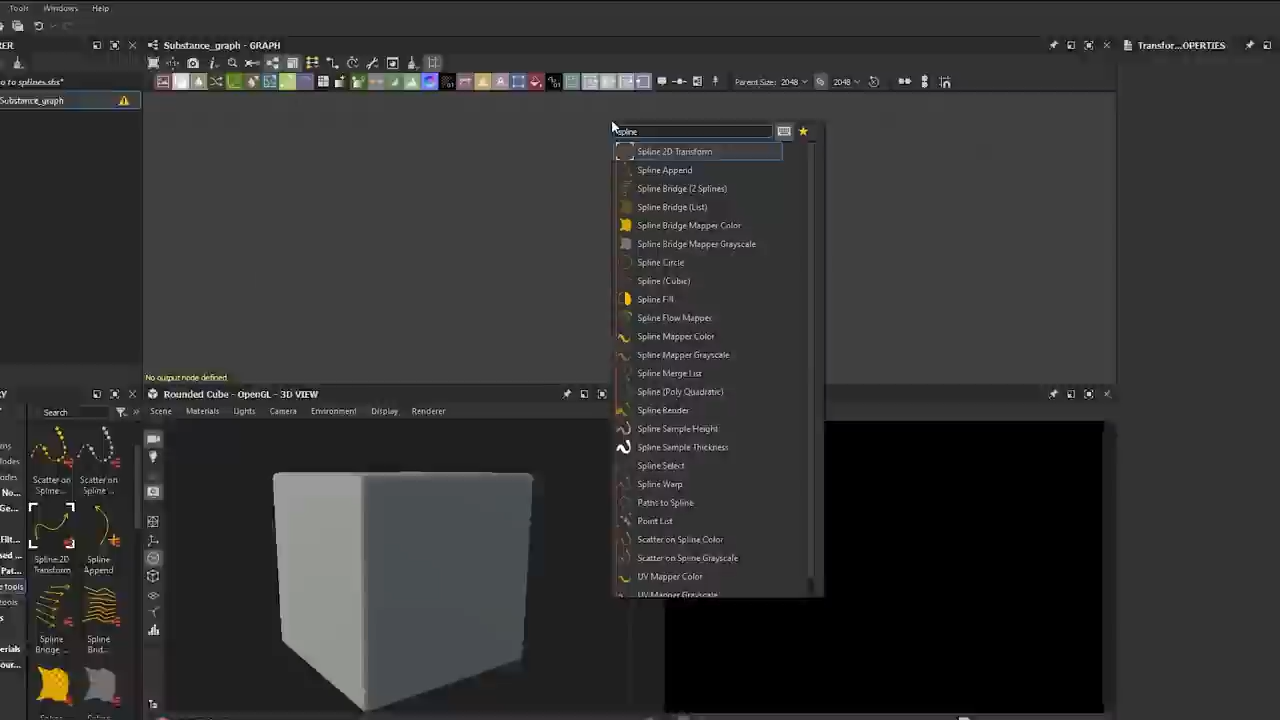 Tools Windows Help
Substance_graph - GRAPH
Transfor...OPERTIES
o to splines.sbs*
Parent Size: 2048
2048
Substance_graph
spline
Spline 2D Transform
Spline Append
Spline Bridge (2 Splines)
Spline Bridge (List)
Spline Bridge Mapper Color
Spline Bridge Mapper Grayscale
Spline Circle
Spline (Cubic)
Spline Fill
Spline Flow Mapper
Spline Mapper Color
Spline Mapper Grayscale
Spline Merge List
Spline (Poly Quadratic)
Spline Render
Spline Sample Height
Spline Sample Thickness
Spline Select
Spline Warp
Paths to Spline
Point List
Scatter on Spline Color
Scatter on Spline Grayscale
UV Mapper Color
UV Mapper Grayscale
No output node defined.
Rounded Cube - OpenGL - 3D VIEW
Scene Materials Lights Camera Environment Display Renderer
Search
Scatter on Spline...
Scatter on Spline...
Spline 2D Transform
Spline Append
Spline Bridge ...
Spline Brid...